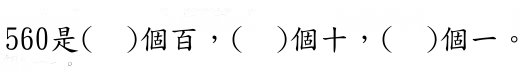 560是(　)個百，(　)個十，(　)個一。